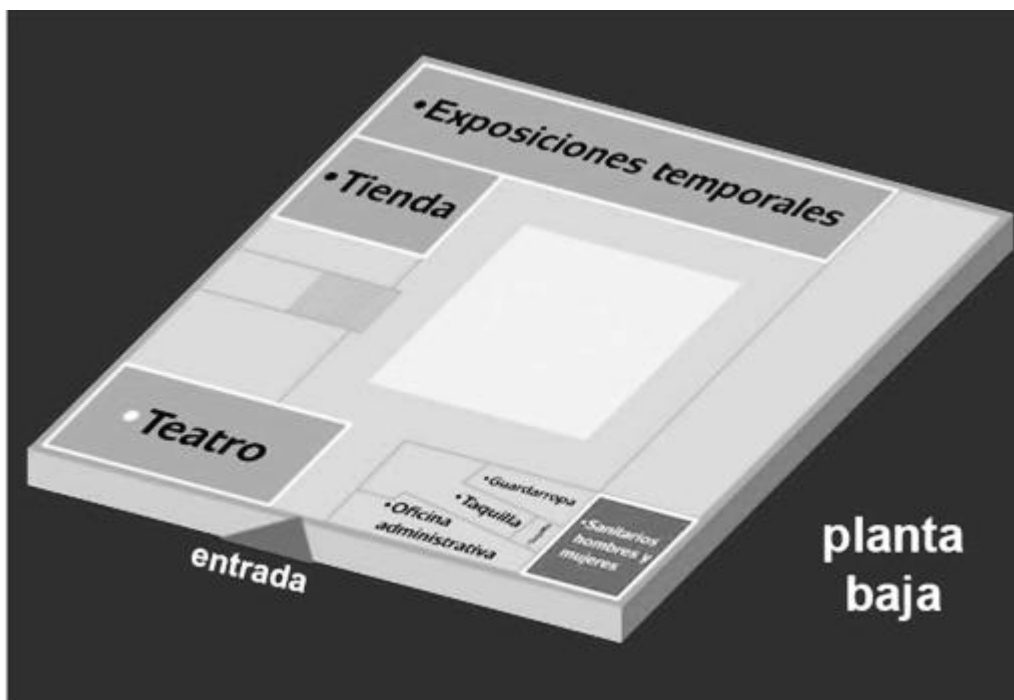 •Exposiciones temporales
•Tienda
•Teatro
•Guardarropa
•Taquilla
•Oficina
administrativa
•Sanitarios
hombres y
mujeres
entrada
planta
baja